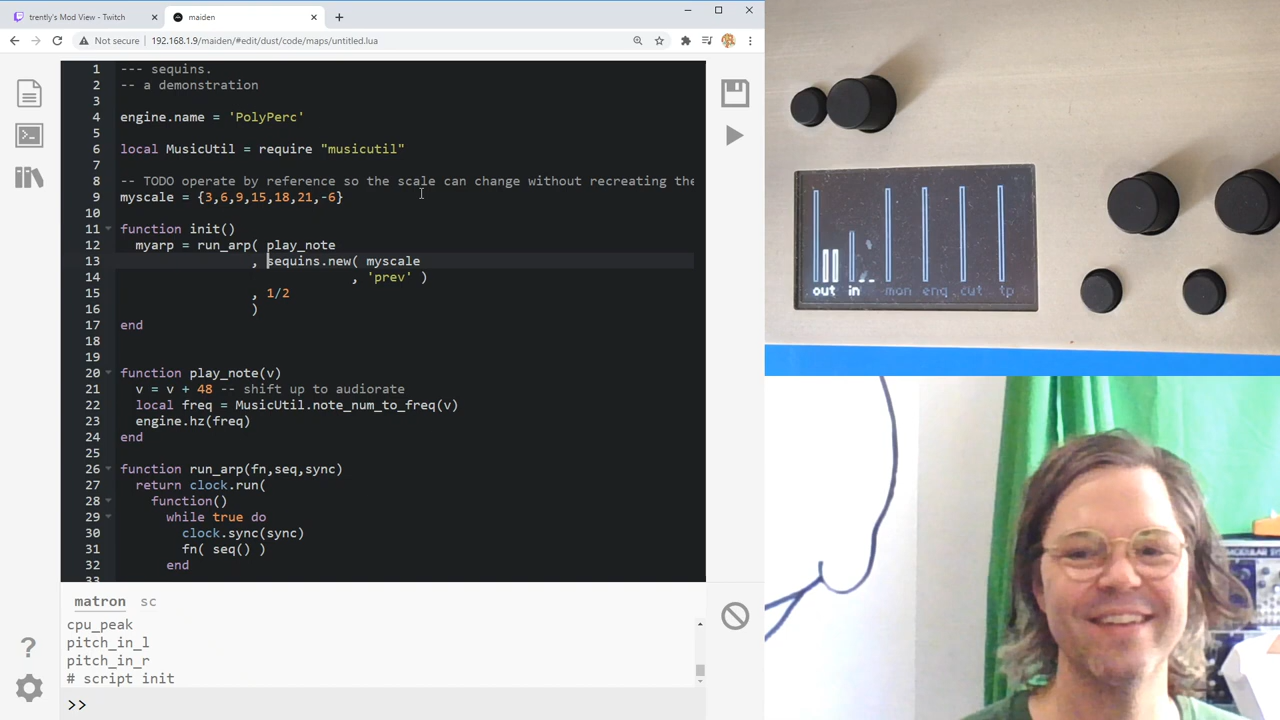 trently's Mod View - Twitch
maiden
Not secure
192.168.1.9/maiden/#edit/dust/code/maps/untitled.lua
1 --- sequins.
2 -- a demonstration
3
4 engine.name = 'PolyPerc'
5
6 local MusicUtil = require "musicutil"
7
8 -- TODO operate by reference so the scale can change without recreating the
9 myscale = {3,6,9,15,18,21,-6}
10
11 function init()
12 myarp = run_arp( play_note
13 , sequins.new( myscale
14 , 'prev' )
15 , 1/2
16 )
17 end
18
19
20 function play_note(v)
21 v = v + 48 -- shift up to audiorate
22 local freq = MusicUtil.note_num_to_freq(v)
23 engine.hz(freq)
24 end
25
26 function run_arp(fn,seq,sync)
27 return clock.run(
28 function()
29 while true do
30 clock.sync(sync)
31 fn( seq() )
32 end
33
matron sc
cpu_peak
pitch_in_l
pitch_in_r
# script init
>>
out in mon eng cut tp